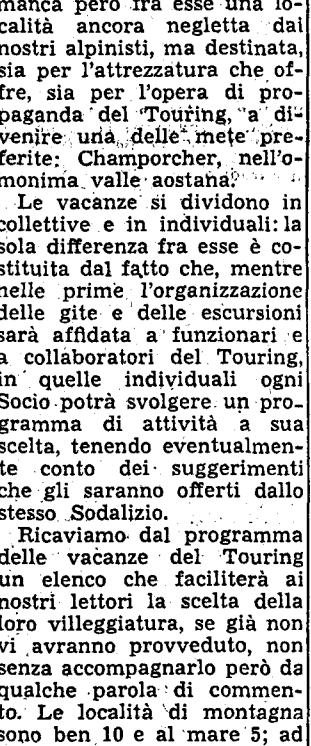 manca però fra esse una lo-
calità ancora negletta dai
nostri alpinisti, ma destinata,
sia per l'attrezzatura che of-
fre, sia per l'opera di pro-
paganda del Touring, a di-
venire una delle mete pre-
ferite: Champorcher, nell'o-
monima valle aostana.
Le vacanze si dividono in
collettive e in individuali: la
sola differenza fra esse è co-
stituita dal fatto che, mentre
nelle prime l'organizzazione
delle gite e delle escursioni
sarà affidata a funzionari e
a collaboratori del Touring,
in quelle individuali ogni
Socio potrà svolgere un pro-
gramma di attività a sua
scelta, tenendo eventualmen-
te conto dei suggerimenti
che gli saranno offerti dallo
stesso Sodalizio.
Ricaviamo dal programma
delle vacanze del Touring
un elenco che faciliterà ai
nostri lettori la scelta della
loro villeggiatura, se già non
vi avranno provveduto, non
senza accompagnarlo però da
qualche parola di commen-
to. Le località di montagna
sono ben 10 e al mare 5; ad